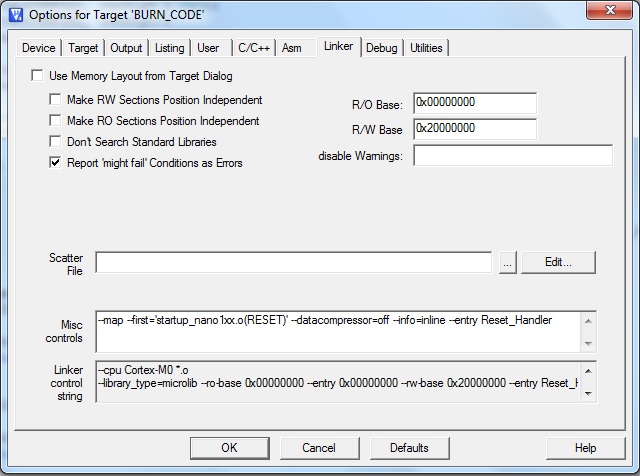 Options for Target 'BURN_CODE'
Device Target Output Listing User C/C++ Asm Linker Debug Utilities
Use Memory Layout from Target Dialog
Make RW Sections Position Independent
Make RO Sections Position Independent
Don't Search Standard Libraries
Report 'might fail' Conditions as Errors
R/O Base: 0x00000000
R/W Base 0x20000000
disable Warnings:
Scatter
File
... Edit...
Misc
controls
--map --first='startup_nano1xx.o(RESET)' --datacompressor=off --info=inline --entry Reset_Handler
Linker
control
string
--cpu Cortex-M0 *.o
--library_type=microlib --ro-base 0x00000000 --entry 0x00000000 --rw-base 0x20000000 --entry Reset_H
OK Cancel Defaults Help